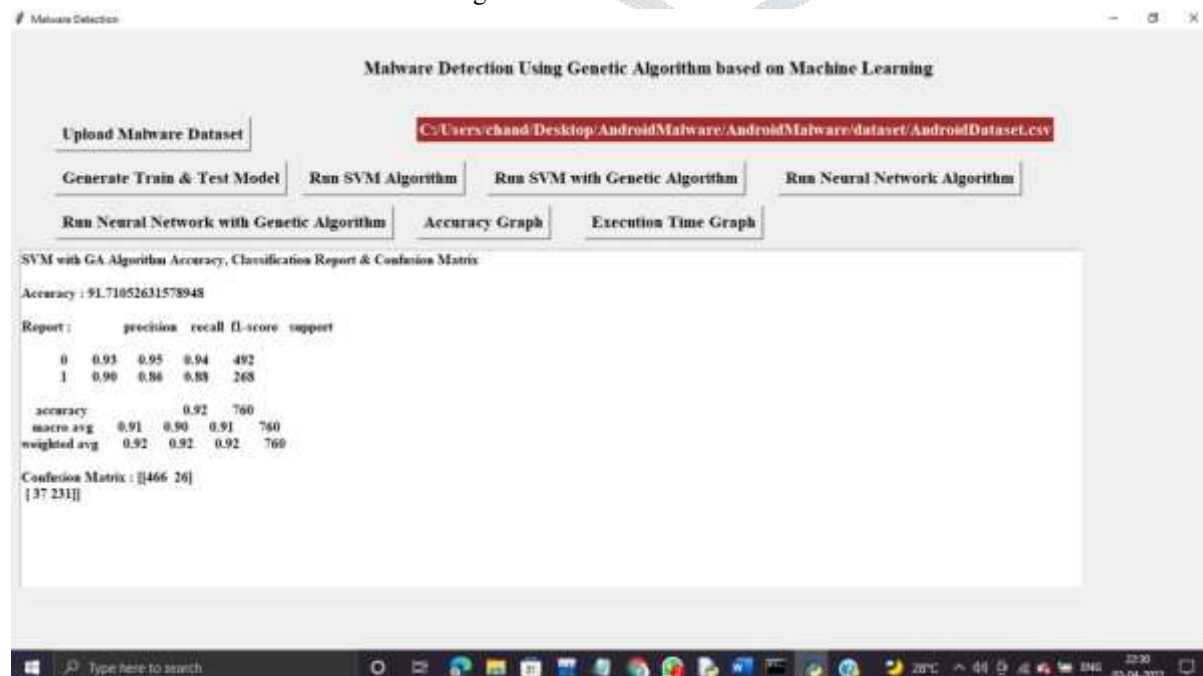 Malware Detection
Malware Detection Using Genetic Algorithm based on Machine Learning
Upload Malware Dataset
C:/Users/chand/Desktop/AndroidMalware/AndroidMalware/dataset/AndroidDataset.csv
Generate Train & Test Model Run SVM Algorithm Run SVM with Genetic Algorithm Run Neural Network Algorithm
Run Neural Network with Genetic Algorithm Accuracy Graph Execution Time Graph
SVM with GA Algorithm Accuracy, Classification Report & Confusion Matrix
Accuracy : 91.71052631578948
Report : precision recall f1-score support
0 0.93 0.95 0.94 492
1 0.90 0.86 0.88 268
accuracy 0.92 760
macro avg 0.91 0.90 0.91 760
weighted avg 0.92 0.92 0.92 760
Confusion Matrix : [[466 26]
[ 37 231]]
Type here to search
28°C ENG 22:30